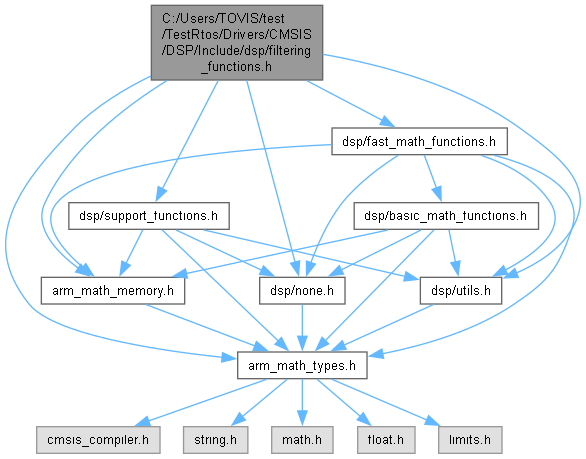 C:/Users/TOVIS/test
/TestRtos/Drivers/CMSIS
/DSP/Include/dsp/filtering
_functions.h
dsp/fast_math_functions.h
dsp/support_functions.h
dsp/basic_math_functions.h
arm_math_memory.h
dsp/none.h
dsp/utils.h
arm_math_types.h
cmsis_compiler.h
string.h
math.h
float.h
limits.h